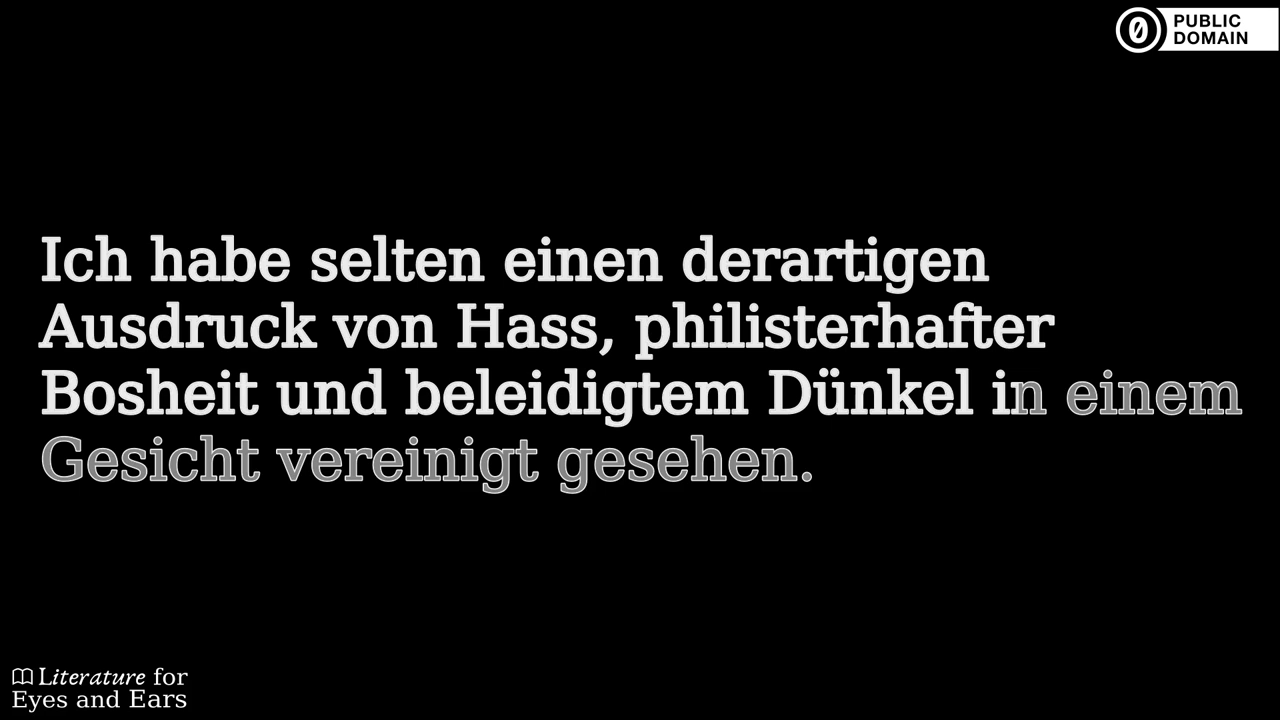 PUBLIC
DOMAIN
Ich habe selten einen derartigen
Ausdruck von Hass, philisterhafter
Bosheit und beleidigtem Dünkel in einem
Gesicht vereinigt gesehen.
Literature for
Eyes and Ears